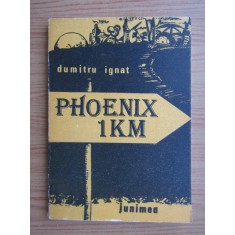 dumitru ignat
PHOENIX
1KM
junimea